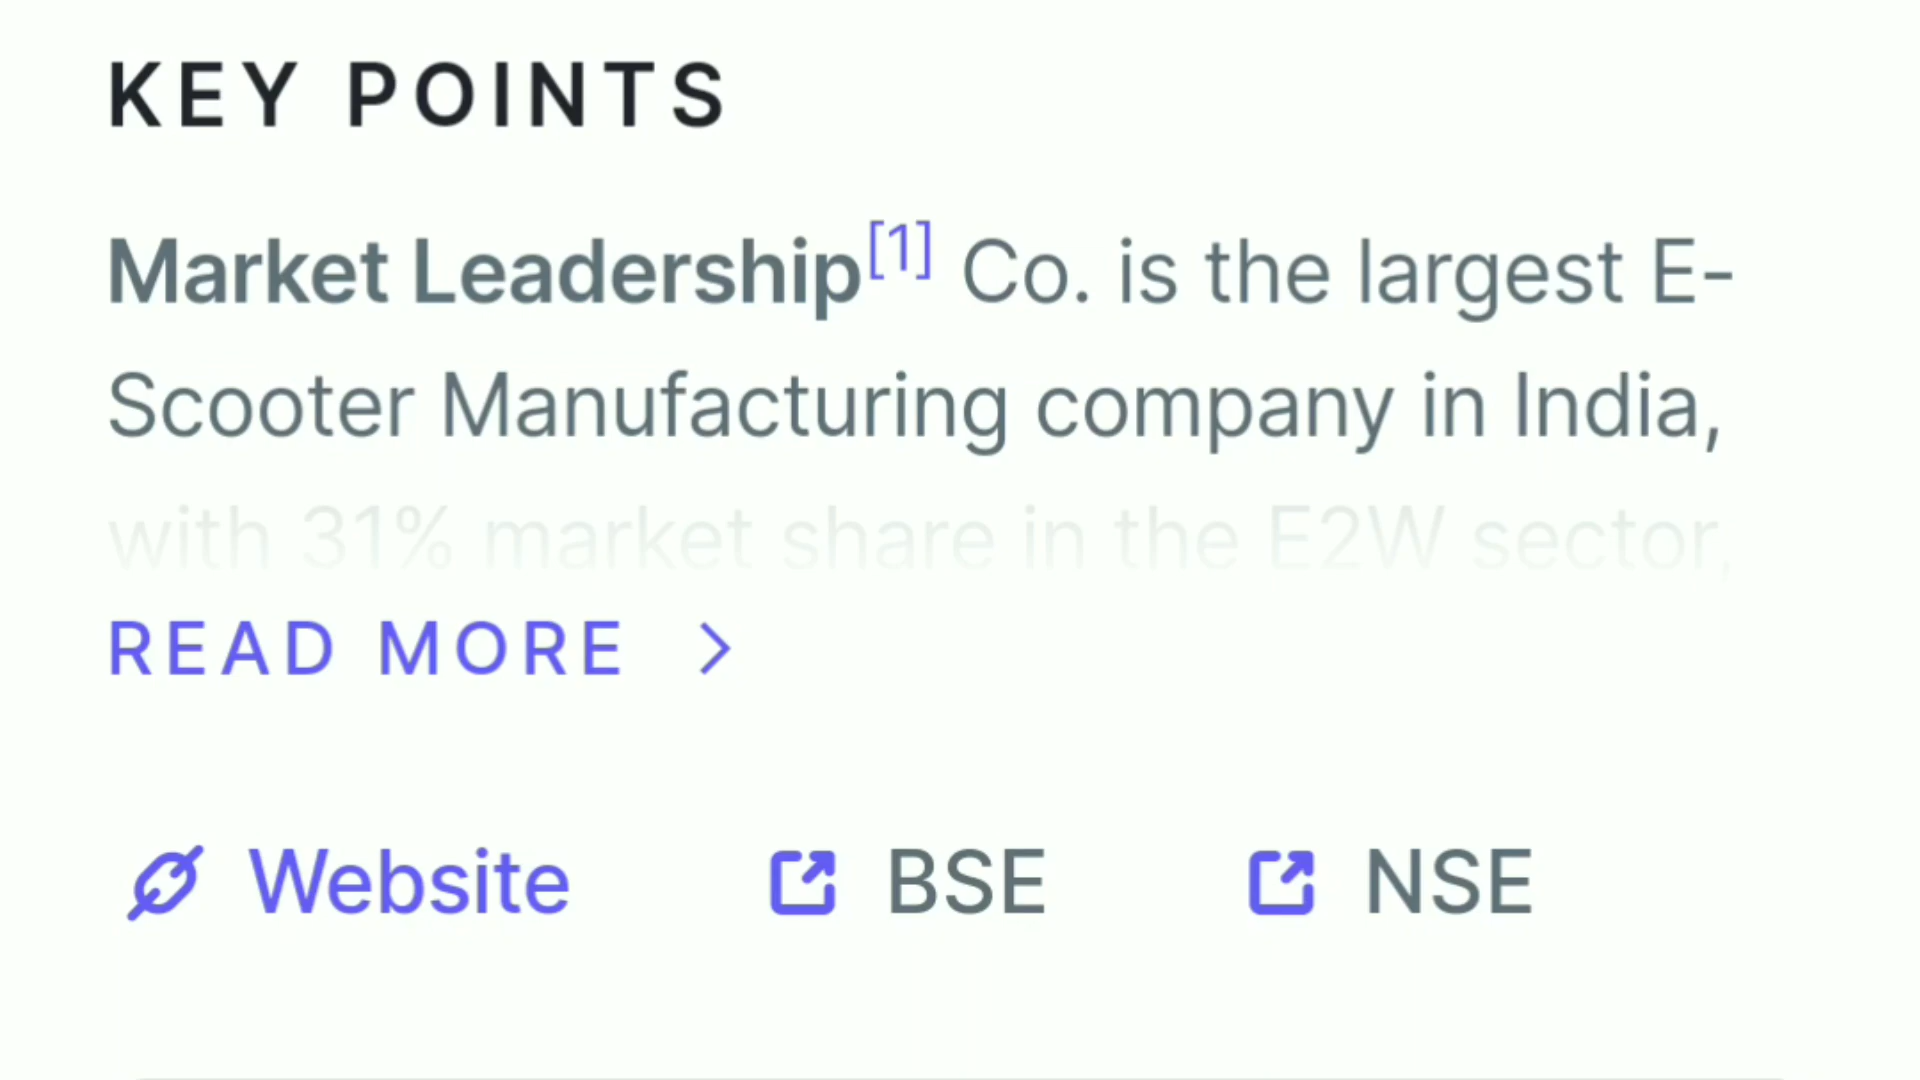 KEY POINTS
Market Leadership[1] Co. is the largest E-
Scooter Manufacturing company in India,
with 31% market share in the E2W sector,
READ MORE
Website BSE NSE